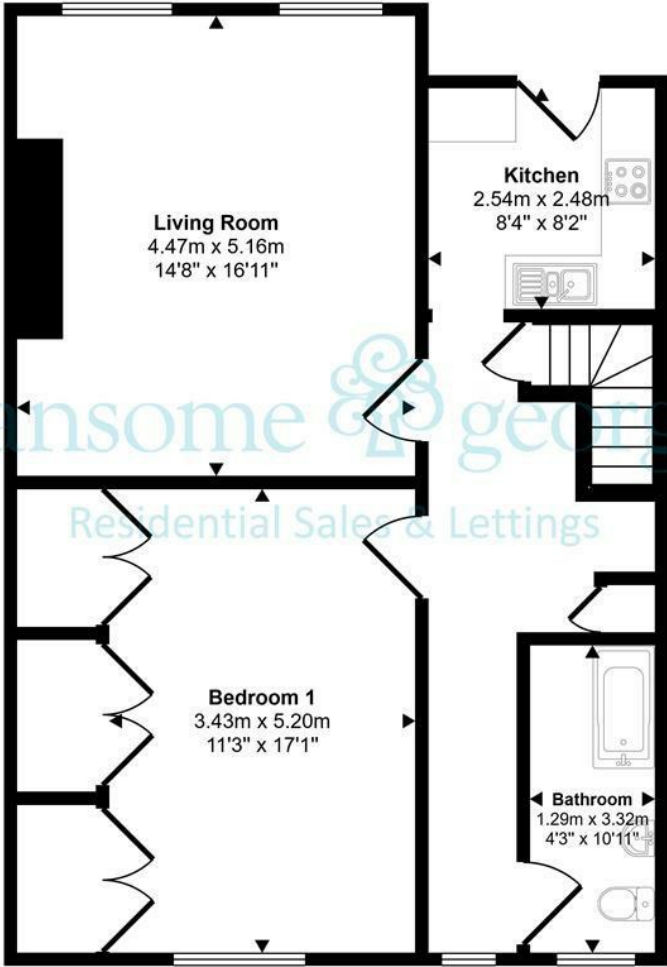 Kitchen
2.54m x 2.48m
8'4" x 8'2"
Living Room
4.47m x 5.16m
14'8" x 16'11"
ansome georg
Residential Sales & Lettings
Bedroom 1
3.43m x 5.20m
11'3" x 17'1"
Bathroom
1.29m x 3.32m
4'3" x 10'11"